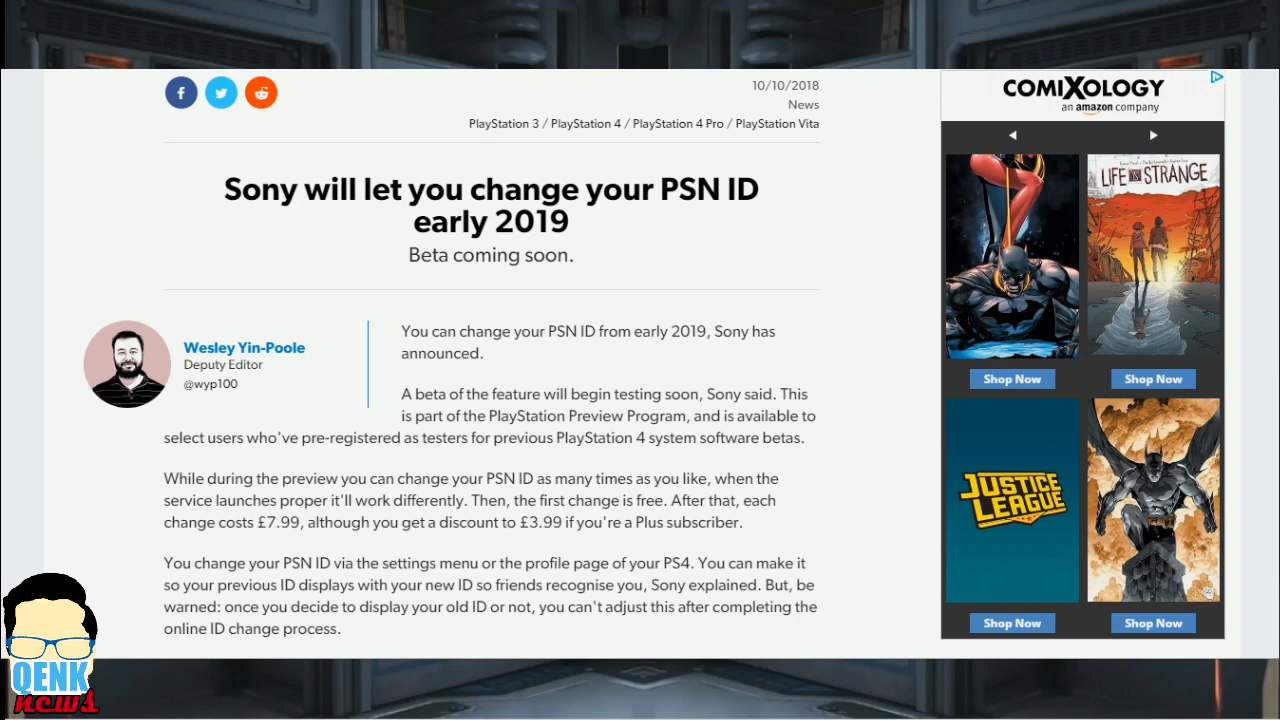 10/10/2018
News
PlayStation 3 / PlayStation 4 / PlayStation 4 Pro / PlayStation Vita
Sony will let you change your PSN ID
early 2019
Beta coming soon.
Wesley Yin-Poole
Deputy Editor
@wyp100
You can change your PSN ID from early 2019, Sony has
announced.
A beta of the feature will begin testing soon, Sony said. This
is part of the PlayStation Preview Program, and is available to
select users who've pre-registered as testers for previous PlayStation 4 system software betas.
While during the preview you can change your PSN ID as many times as you like, when the
service launches proper it'll work differently. Then, the first change is free. After that, each
change costs £7.99, although you get a discount to £3.99 if you're a Plus subscriber.
You change your PSN ID via the settings menu or the profile page of your PS4. You can make it
so your previous ID displays with your new ID so friends recognise you, Sony explained. But, be
warned: once you decide to display your old ID or not, you can't adjust this after completing the
online ID change process.
COMIXOLOGY
an amazon company
LIFE IS STRANGE
Shop Now
Shop Now
JUSTICE
LEAGUE
Shop Now
Shop Now
QENK
news